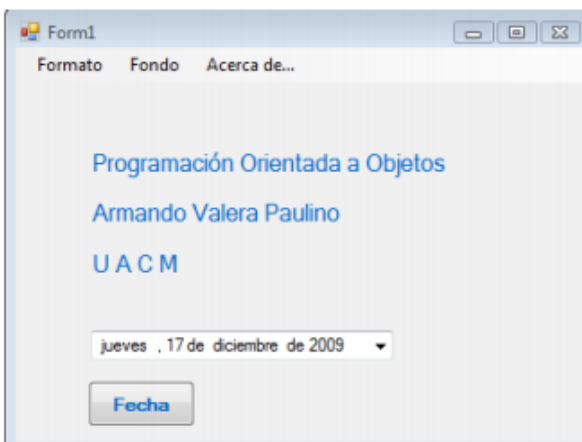 Form1
Formato Fondo Acerca de...
Programación Orientada a Objetos
Armando Valera Paulino
U A C M
jueves , 17 de diciembre de 2009
Fecha